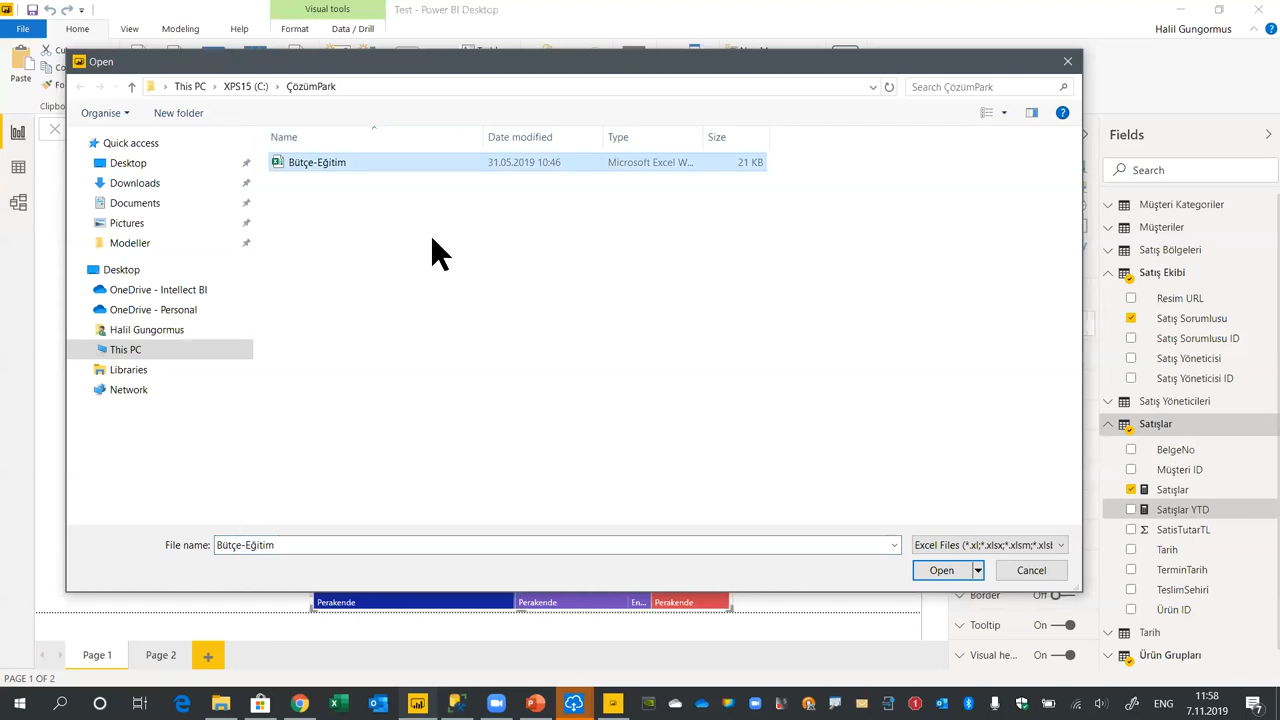 Visual tools
Test - Power BI Desktop
File
Home
View
Modeling
Help
Format
Data / Drill
Halil Gungormus
Paste
Cu
Co
Fo
Clipboa
Open
This PC
XPS15 (C:)
ÇözümPark
Search ÇözümPark
Organise
New folder
Name
Date modified
Type
Size
Bütçe-Eğitim
31.05.2019 10:46
Microsoft Excel W...
21 KB
Quick access
Desktop
Downloads
Documents
Pictures
Modeller
Desktop
OneDrive - Intellect BI
OneDrive - Personal
Halil Gungormus
This PC
Libraries
Network
File name:
Bütçe-Eğitim
Excel Files (*.xl;*.xlsx;*.xlsm;*.xlsb
Open
Cancel
Perakende
Perakende
En...
Perakende
Border
Off
Tooltip
On
Visual he...
On
Fields
Search
Müşteri Kategoriler
Müşteriler
Satış Bölgeleri
Satış Ekibi
Resim URL
Satış Sorumlusu
Satış Sorumlusu ID
Satış Yöneticisi
Satış Yöneticisi ID
Satış Yöneticileri
Satışlar
BelgeNo
Müşteri ID
Satışlar
Satışlar YTD
SatisTutarTL
Tarih
TerminTarih
TeslimSehiri
Ürün ID
Tarih
Ürün Grupları
Page 1
Page 2
PAGE 1 OF 2
11:58
7.11.2019